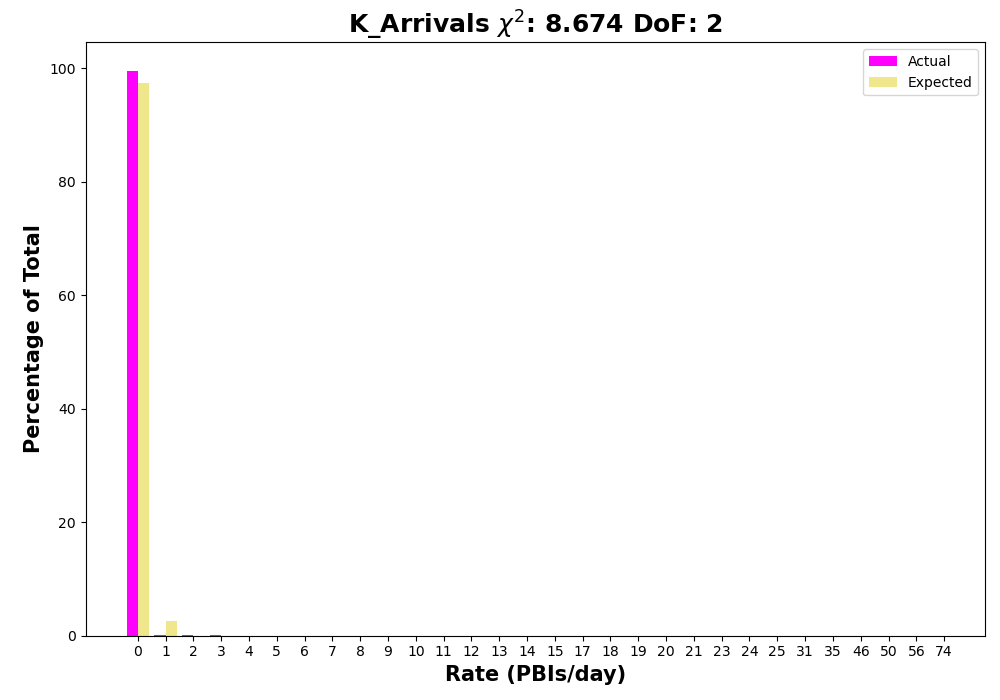 K_Arrivals χ²: 8.674 DoF: 2
Actual
Expected
Percentage of Total
100
80
60
40
20
0
0 1 2 3 4 5 6 7 8 9 10 11 12 13 14 15 17 18 19 20 21 23 24 25 31 35 46 50 56 74
Rate (PBIs/day)